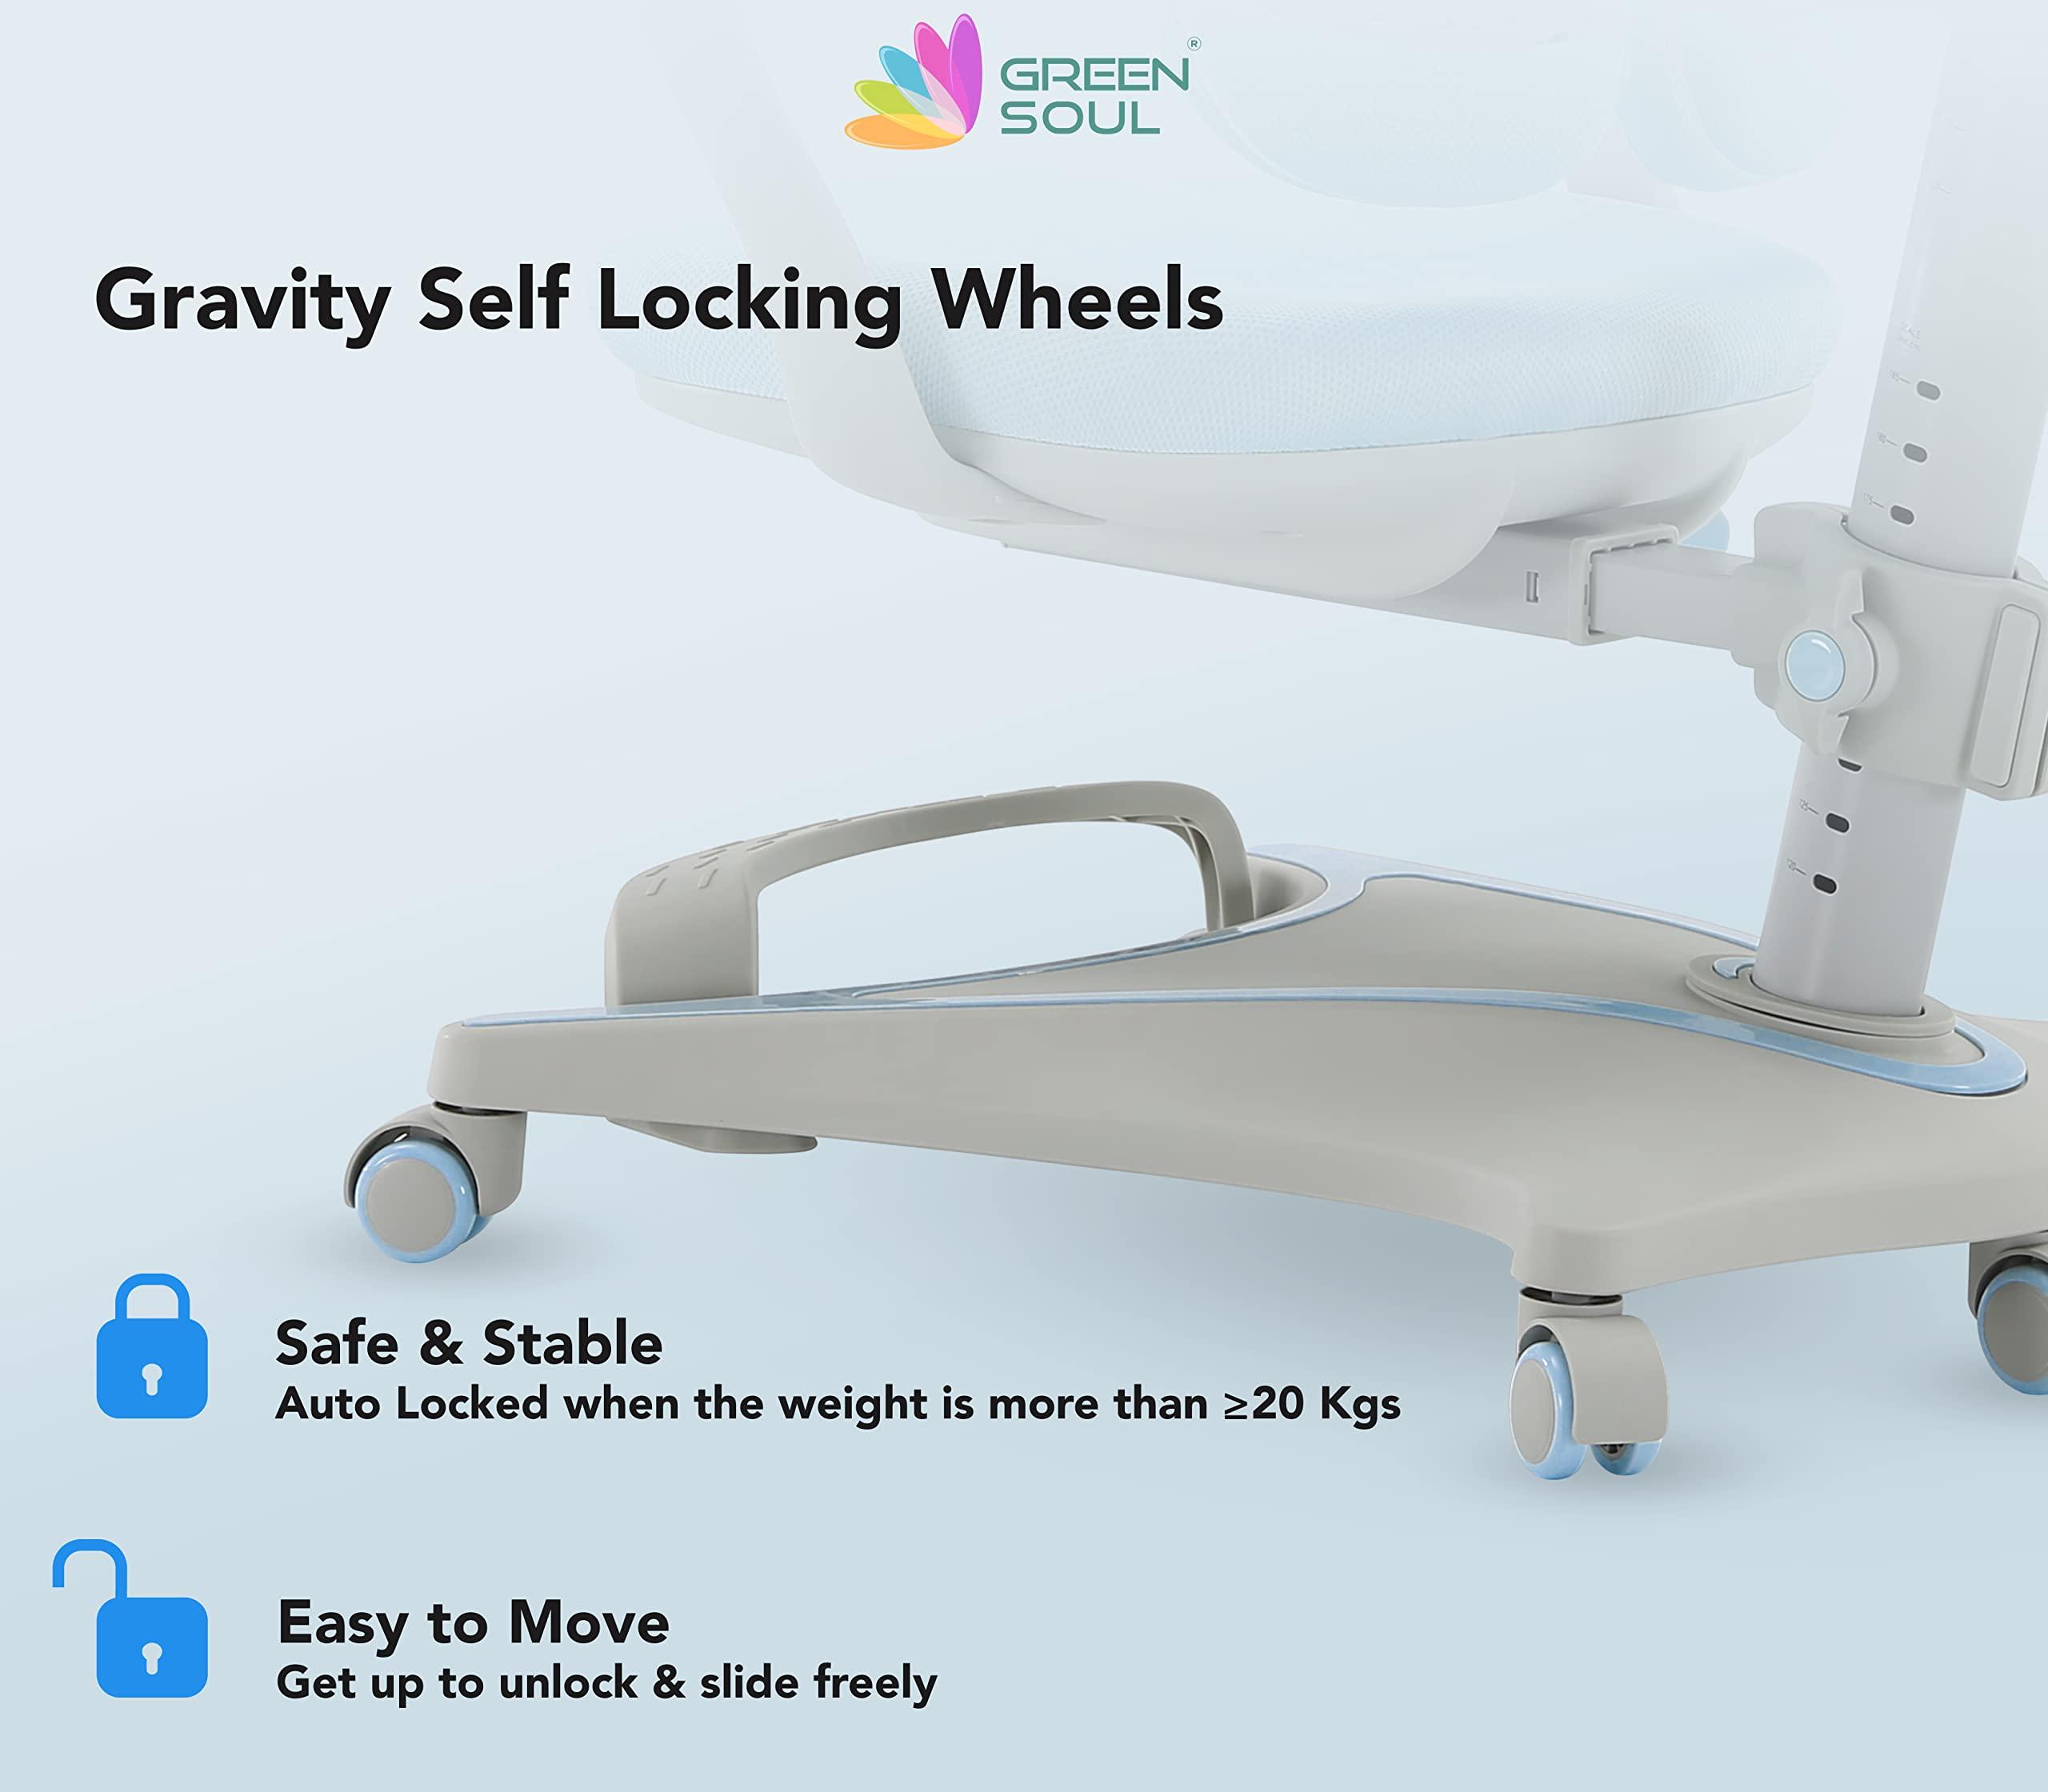 GREEN
SOUL
®
Gravity Self Locking Wheels
Safe & Stable
Auto Locked when the weight is more than ≥20 Kgs
Easy to Move
Get up to unlock & slide freely